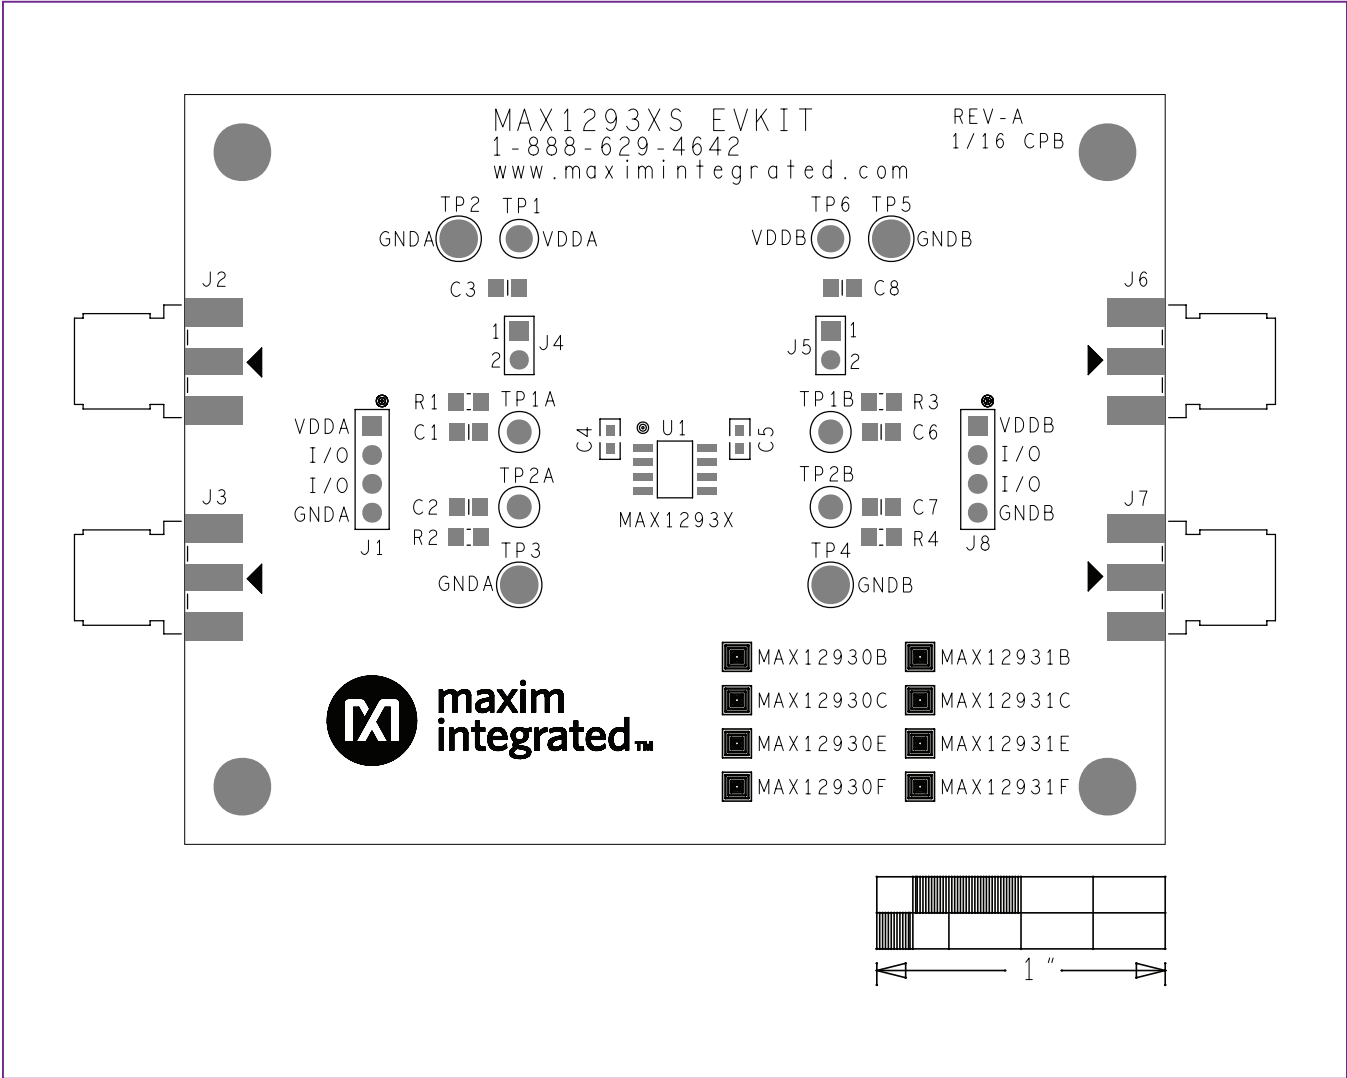 MAX1293XS EVKIT
1-888-629-4642
www.maximintegrated.com
REV-A
1/16 CPB
TP2 TP1
GNDA VDDA
TP6 TP5
VDDB GNDB
J2
J6
C3
C8
1
2
J4
J5
1
2
R1
C1
TP1A
TP1B
R3
C6
VDDA
I/O
I/O
GNDA
J1
C4
U1
C5
MAX1293X
VDDB
I/O
I/O
GNDB
J8
J3
J7
TP2A
C2
R2
TP2B
C7
R4
TP3
GNDA
TP4
GNDB
MAX12930B MAX12931B
MAX12930C MAX12931C
MAX12930E MAX12931E
MAX12930F MAX12931F
maxim
integrated™
1"